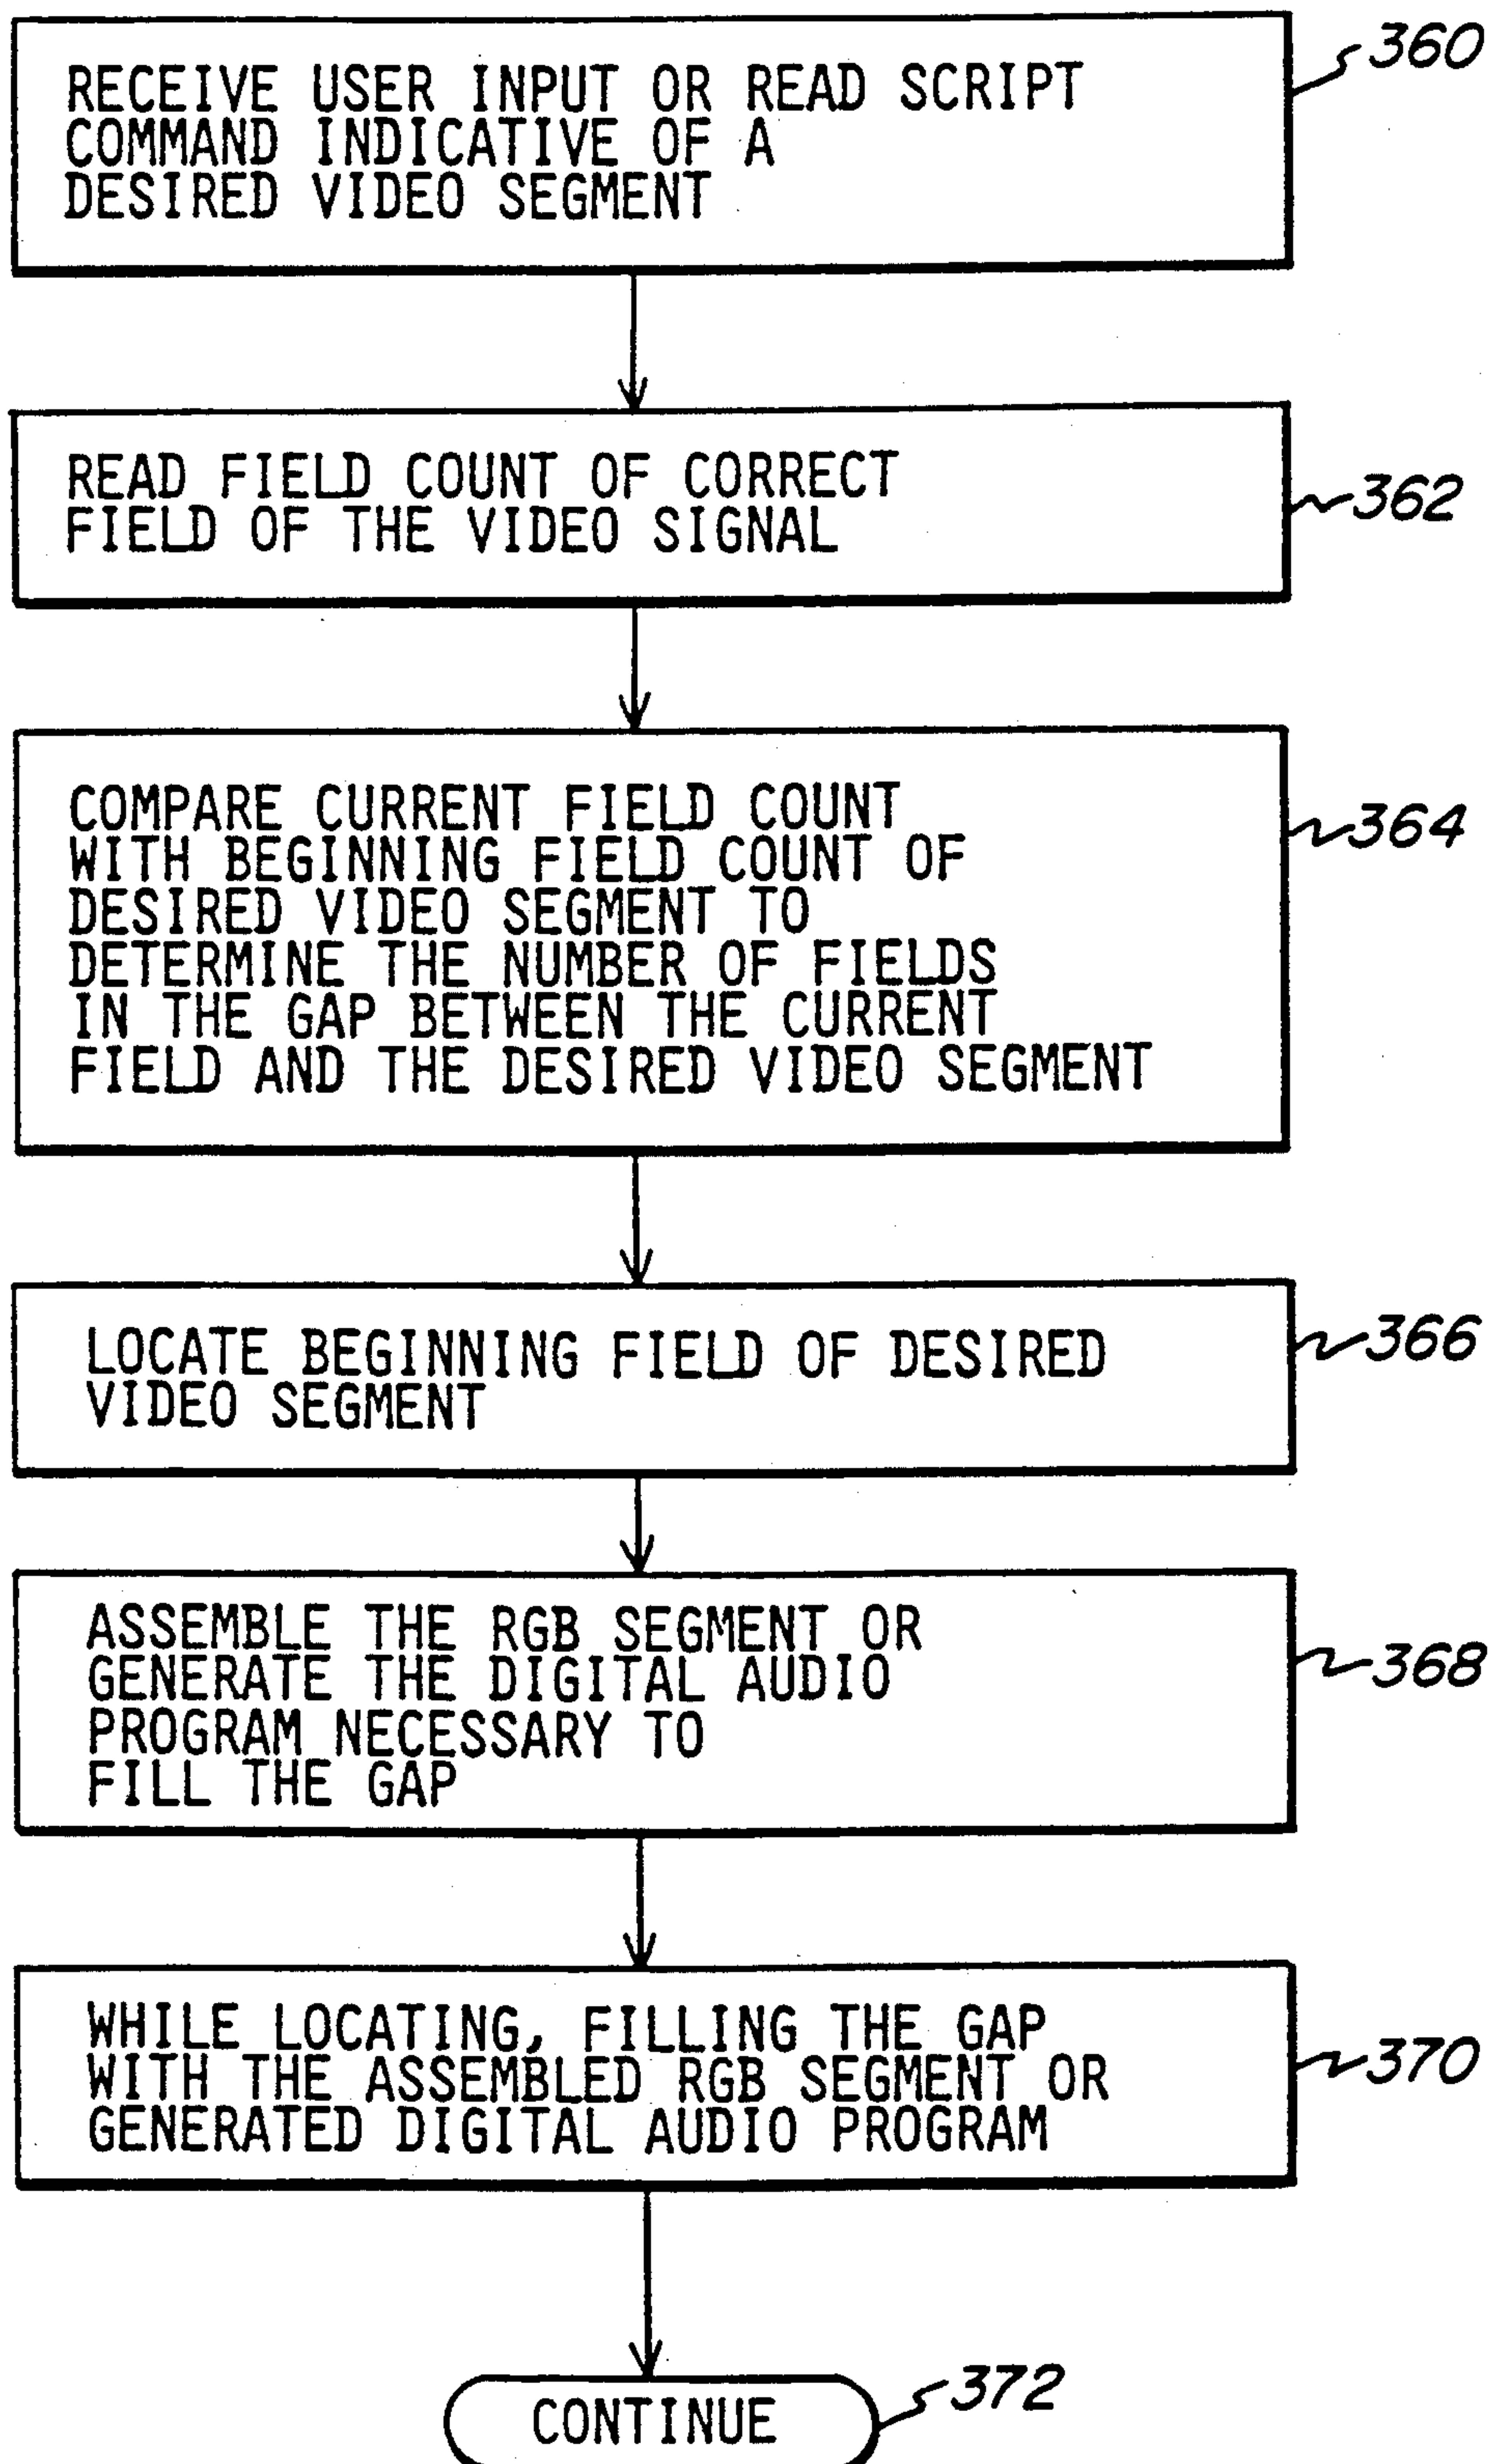 360
RECEIVE USER INPUT OR READ SCRIPT
COMMAND INDICATIVE OF A
DESIRED VIDEO SEGMENT
READ FIELD COUNT OF CORRECT
FIELD OF THE VIDEO SIGNAL
362
COMPARE CURRENT FIELD COUNT
WITH BEGINNING FIELD COUNT OF
DESIRED VIDEO SEGMENT TO
DETERMINE THE NUMBER OF FIELDS
IN THE GAP BETWEEN THE CURRENT
FIELD AND THE DESIRED VIDEO SEGMENT
364
LOCATE BEGINNING FIELD OF DESIRED
VIDEO SEGMENT
366
ASSEMBLE THE RGB SEGMENT OR
GENERATE THE DIGITAL AUDIO
PROGRAM NECESSARY TO
FILL THE GAP
368
WHILE LOCATING, FILLING THE GAP
WITH THE ASSEMBLED RGB SEGMENT OR
GENERATED DIGITAL AUDIO PROGRAM
370
CONTINUE
372